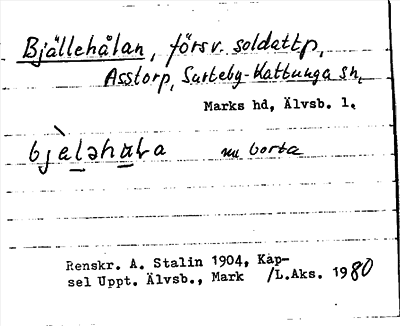 Bjällehålan, försv. soldattp,
Asstorp, Surteby-Kattunga sn,
Marks hd, Älvsb. l.
nu borta
Renskr. A. Stalin 1904, Kap-
sel Uppt. Älvsb., Mark /L.Aks. 1980